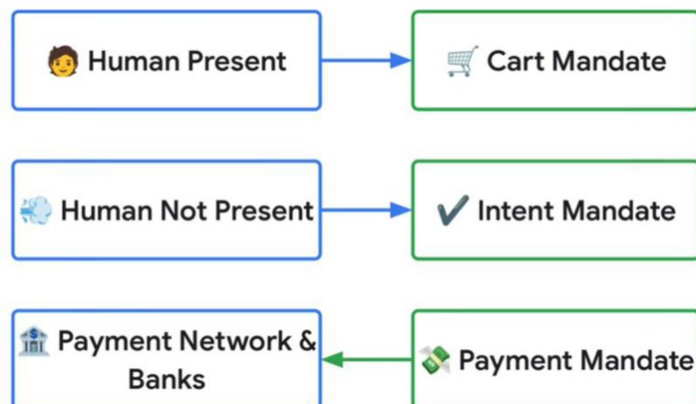 Human Present
Cart Mandate
Human Not Present
Intent Mandate
Payment Network &
Banks
Payment Mandate